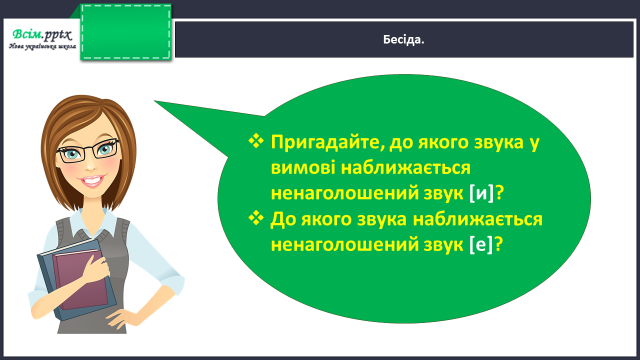 Всім.pptx
Нова українська школа
Бесіда.
❖ Пригадайте, до якого звука у
вимові наближається
ненаголошений звук [и]?
❖ До якого звука наближається
ненаголошений звук [е]?